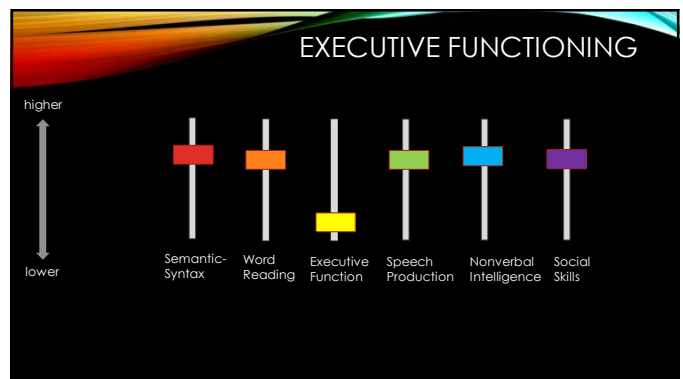 EXECUTIVE FUNCTIONING
higher
lower
Semantic-
Syntax
Word
Reading
Executive
Function
Speech
Production
Nonverbal
Intelligence
Social
Skills